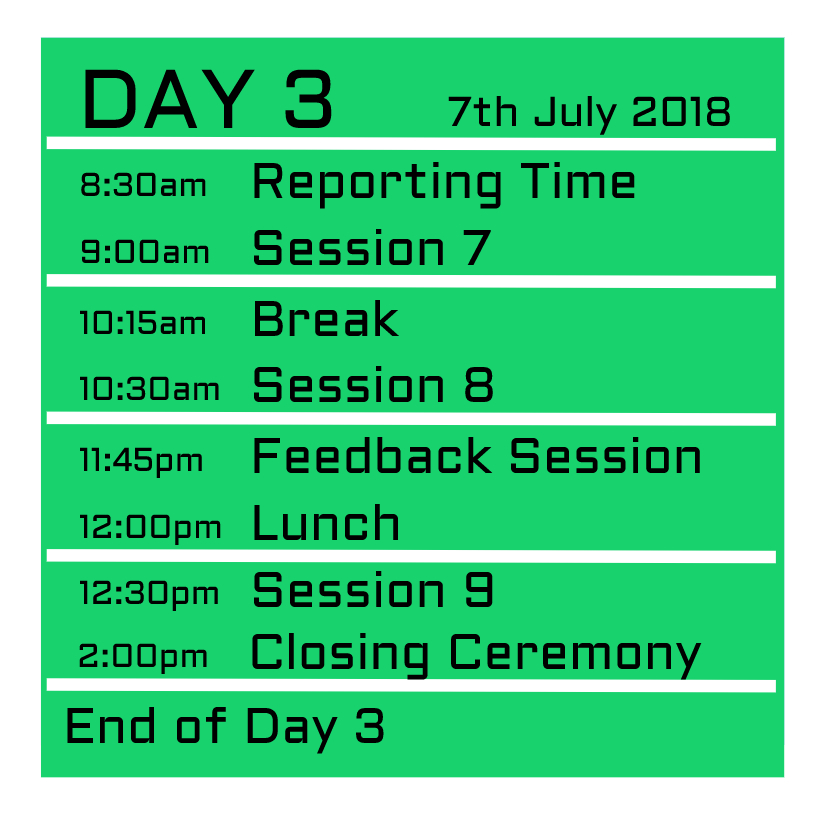 DAY 3 7th July 2018
8:30am Reporting Time
9:00am Session 7
10:15am Break
10:30am Session 8
11:45pm Feedback Session
12:00pm Lunch
12:30pm Session 9
2:00pm Closing Ceremony
End of Day 3